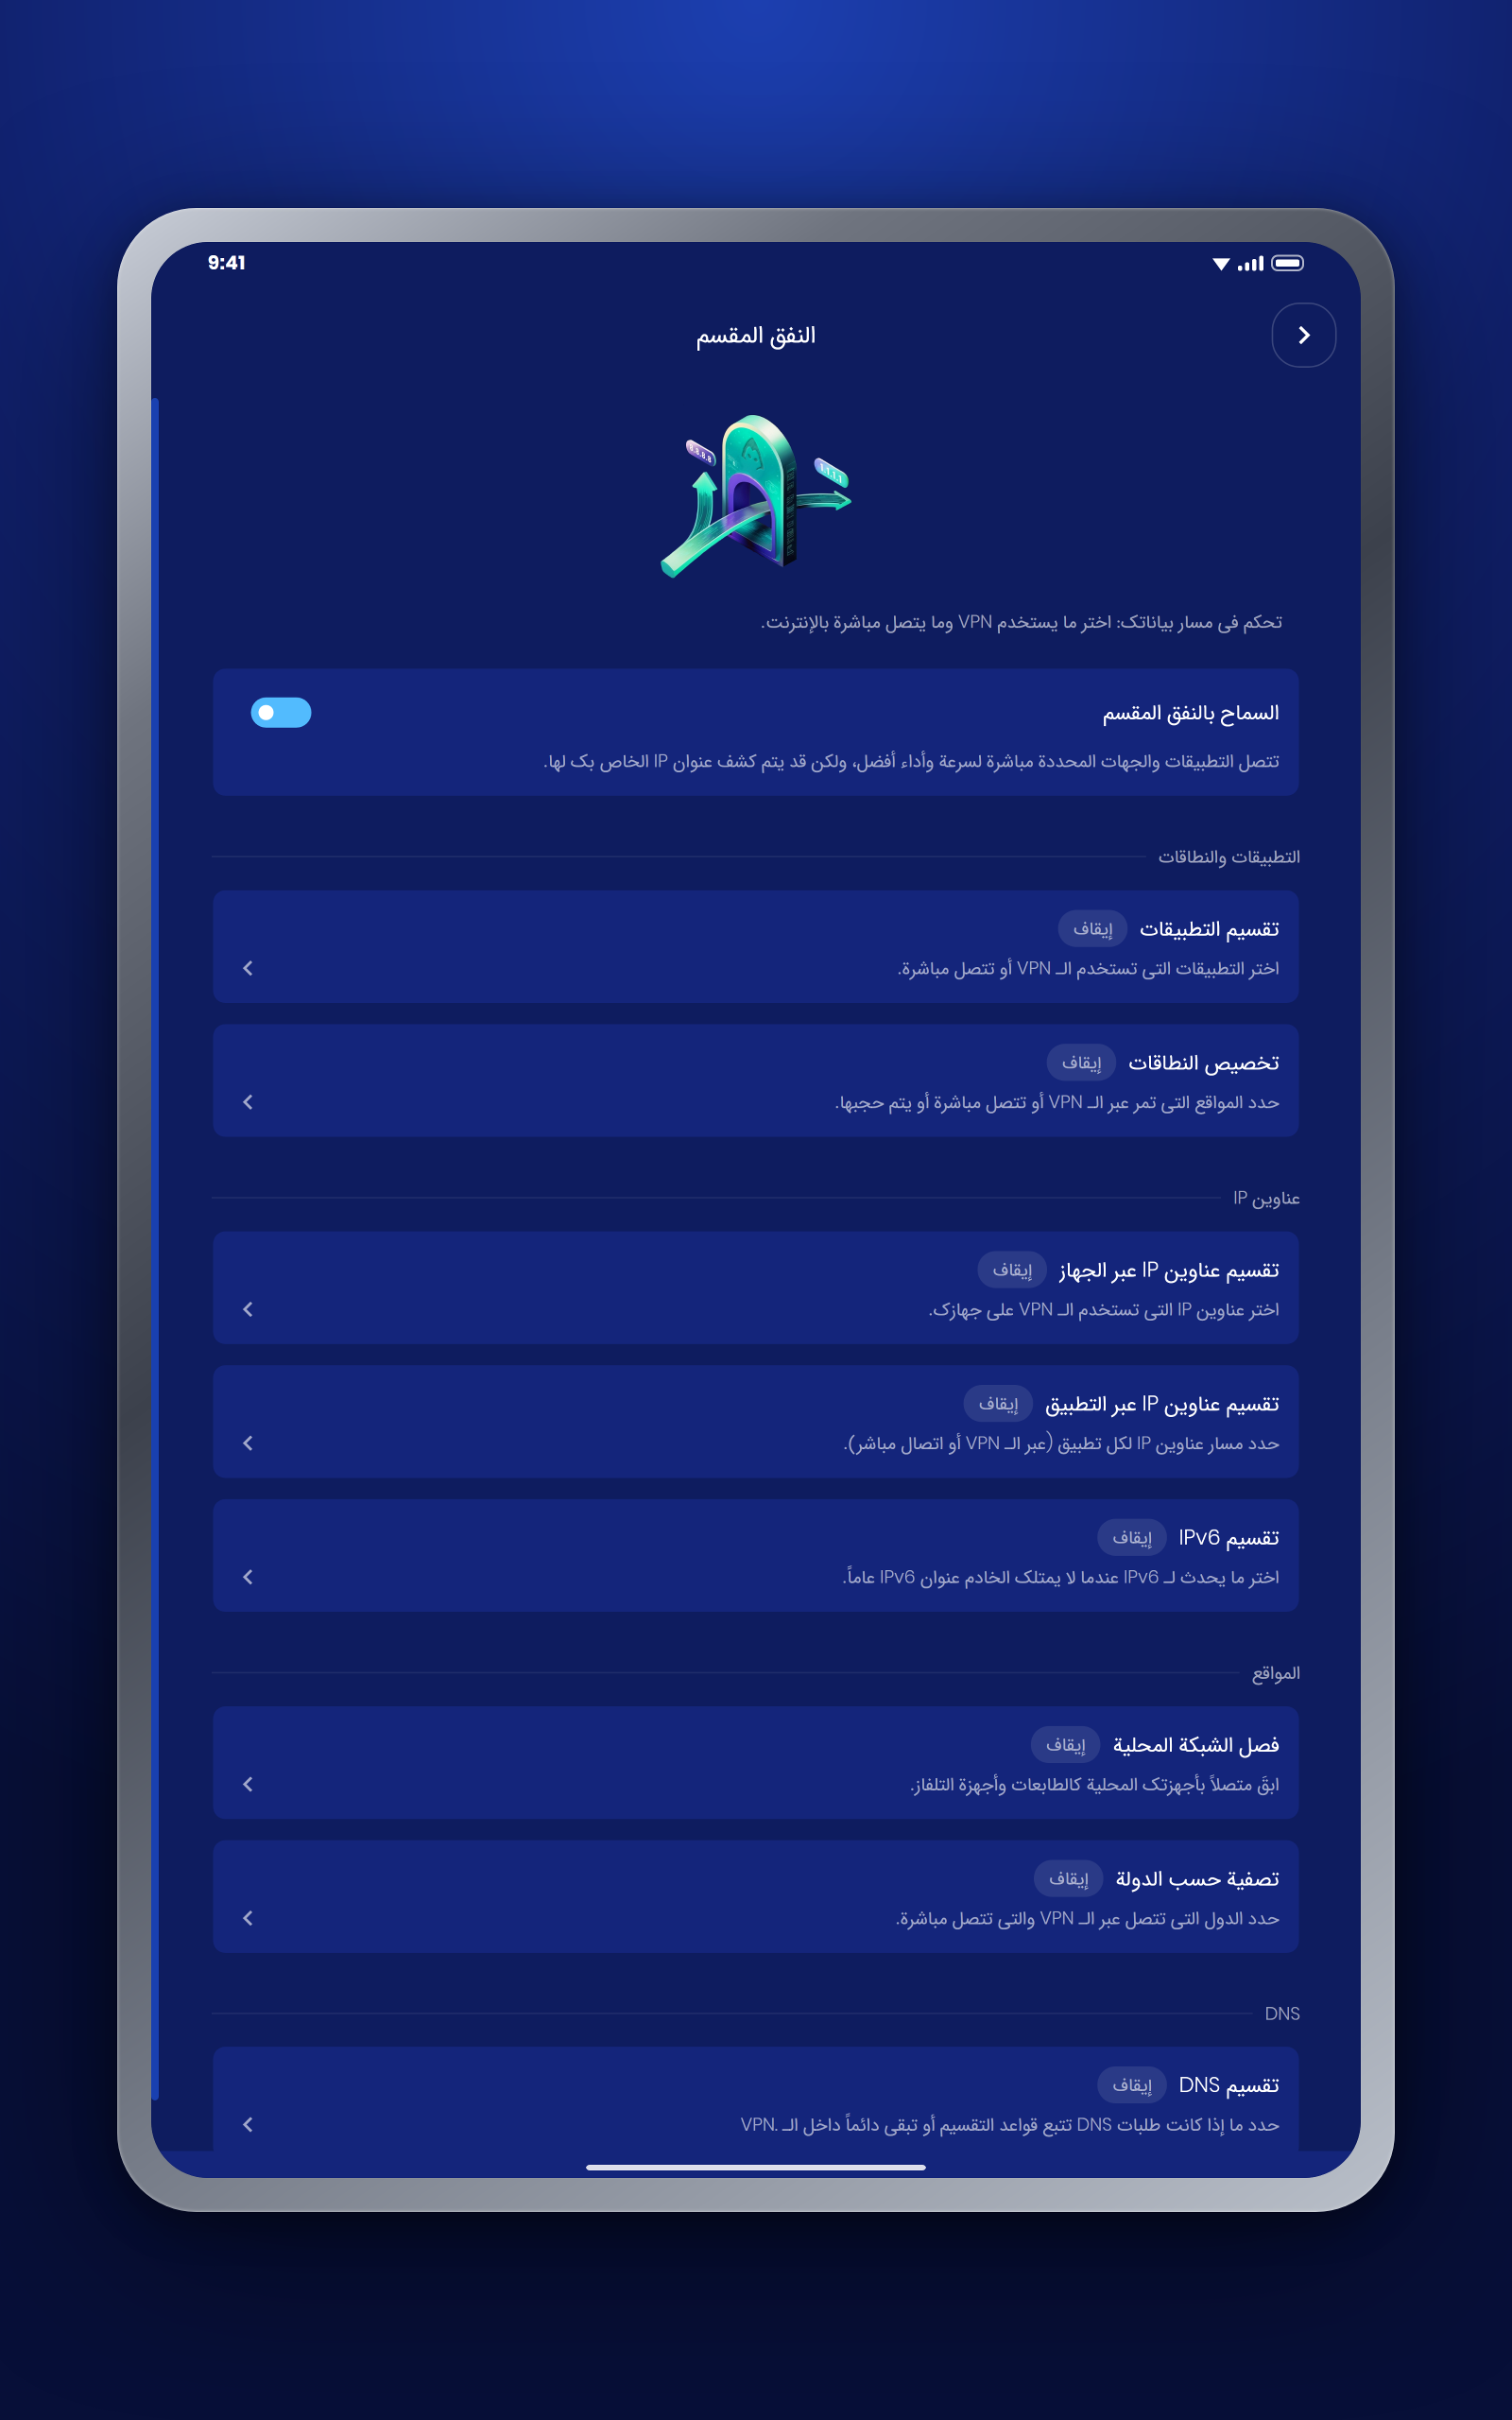 9:41
النفق المقسم
8.8.8.8
1.1.1.1
تحكم في مسار بياناتك: اختر ما يستخدم VPN وما يتصل مباشرة بالإنترنت.
السماح بالنفق المقسم
تتصل التطبيقات والجهات المحددة مباشرة لسرعة وأداء أفضل، ولكن قد يتم كشف عنوان IP الخاص بك لها.
التطبيقات والنطاقات
تقسيم التطبيقات إيقاف
اختر التطبيقات التي تستخدم الـ VPN أو تتصل مباشرة.
تخصيص النطاقات إيقاف
حدد المواقع التي تمر عبر الـ VPN أو تتصل مباشرة أو يتم حجبها.
عناوين IP
تقسيم عناوين IP عبر الجهاز إيقاف
اختر عناوين IP التي تستخدم الـ VPN على جهازك.
تقسيم عناوين IP عبر التطبيق إيقاف
حدد مسار عناوين IP لكل تطبيق (عبر الـ VPN أو اتصال مباشر).
تقسيم IPv6 إيقاف
اختر ما يحدث لـ IPv6 عندما لا يمتلك الخادم عنوان IPv6 عاماً.
المواقع
فصل الشبكة المحلية إيقاف
ابقَ متصلاً بأجهزتك المحلية كالطابعات وأجهزة التلفاز.
تصفية حسب الدولة إيقاف
حدد الدول التي تتصل عبر الـ VPN والتي تتصل مباشرة.
DNS
تقسيم DNS إيقاف
حدد ما إذا كانت طلبات DNS تتبع قواعد التقسيم أو تبقى دائماً داخل الـ .VPN